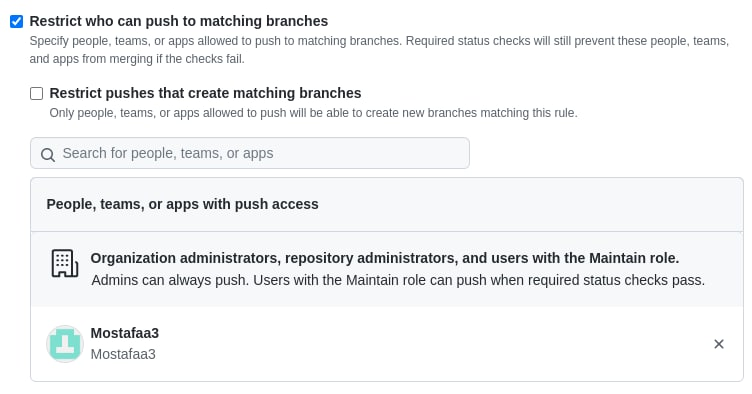 Restrict who can push to matching branches
Specify people, teams, or apps allowed to push to matching branches. Required status checks will still prevent these people, teams,
and apps from merging if the checks fail.
Restrict pushes that create matching branches
Only people, teams, or apps allowed to push will be able to create new branches matching this rule.
Search for people, teams, or apps
People, teams, or apps with push access
Organization administrators, repository administrators, and users with the Maintain role.
Admins can always push. Users with the Maintain role can push when required status checks pass.
Mostafaa3
Mostafaa3